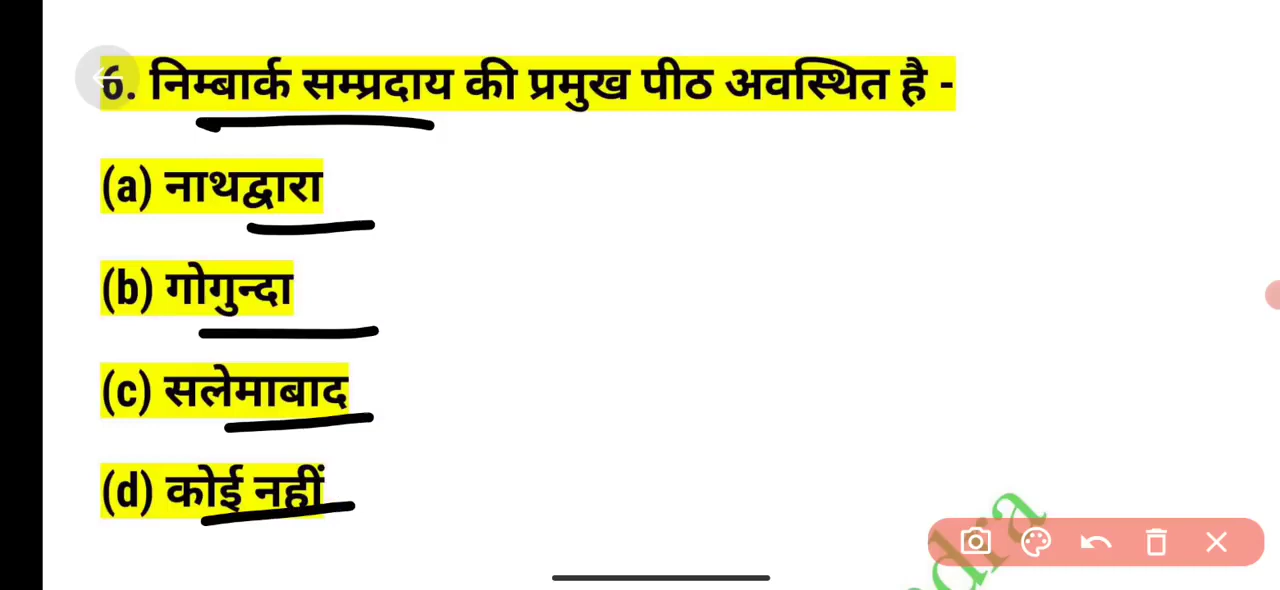 6. निम्बार्क सम्प्रदाय की प्रमुख पीठ अवस्थित है -
(a) नाथद्वारा
(b) गोगुन्दा
(c) सलेमाबाद
(d) कोई नहीं